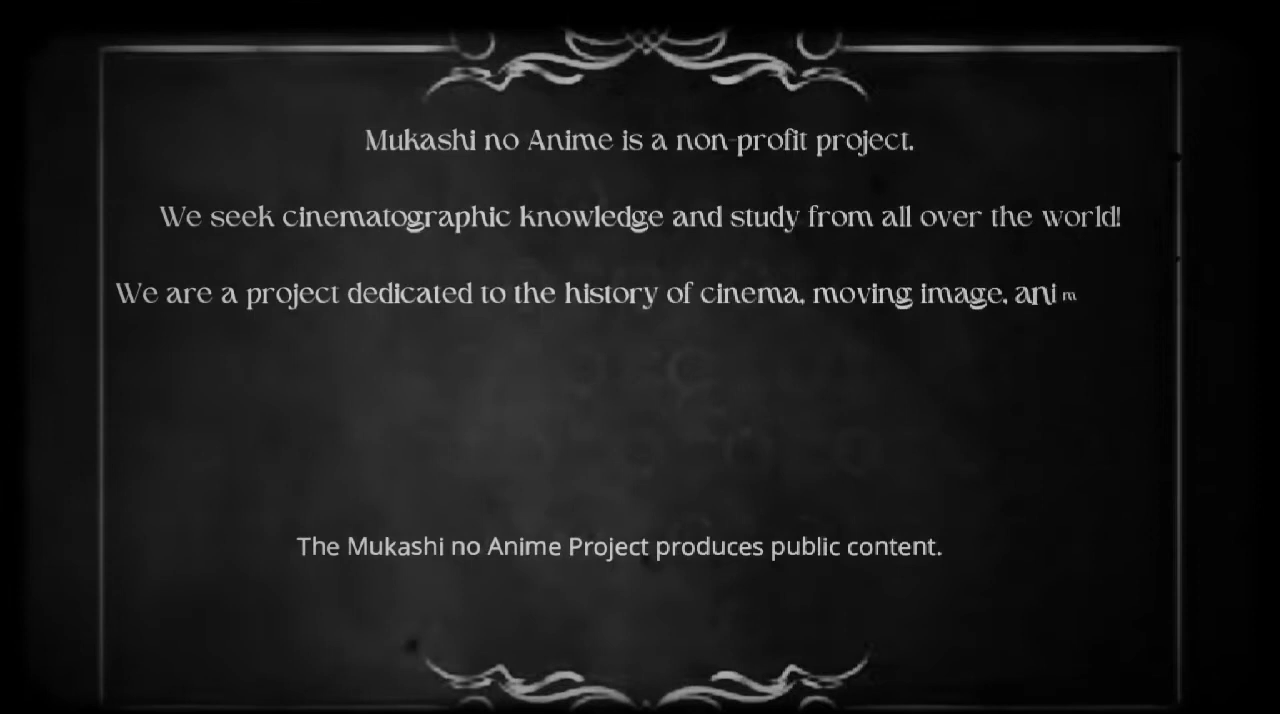 Mukashi no Anime is a non-profit project.
We seek cinematographic knowledge and study from all over the world!
We are a project dedicated to the history of cinema, moving image, anim
The Mukashi no Anime Project produces public content.